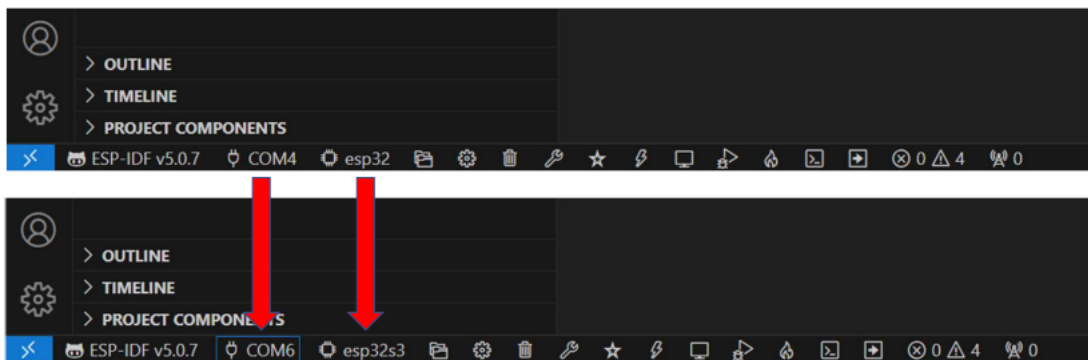 OUTLINE
TIMELINE
PROJECT COMPONENTS
ESP-IDF v5.0.7 COM4 esp32 0 4 0
OUTLINE
TIMELINE
PROJECT COMPONENTS
ESP-IDF v5.0.7 COM6 esp32s3 0 4 0